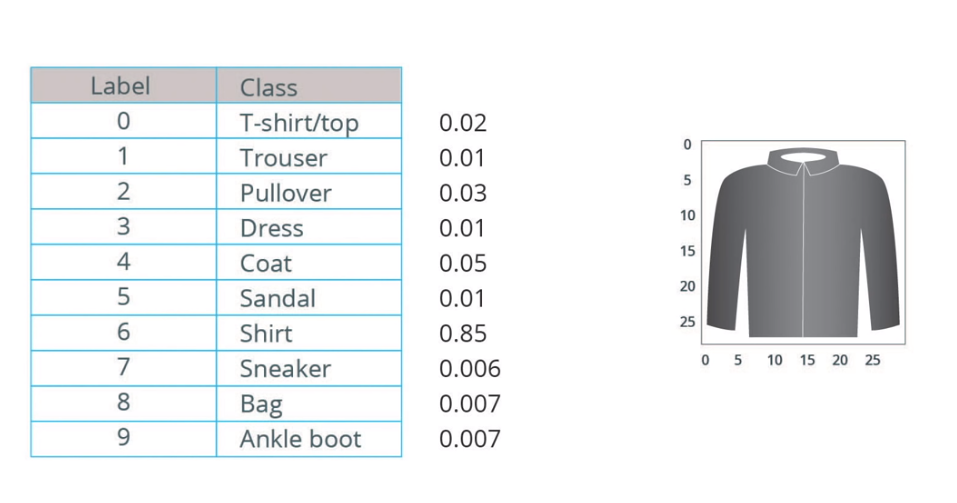 Label Class
0 T-shirt/top 0.02
1 Trouser 0.01
2 Pullover 0.03
3 Dress 0.01
4 Coat 0.05
5 Sandal 0.01
6 Shirt 0.85
7 Sneaker 0.006
8 Bag 0.007
9 Ankle boot 0.007
0
5
10
15
20
25
0 5 10 15 20 25